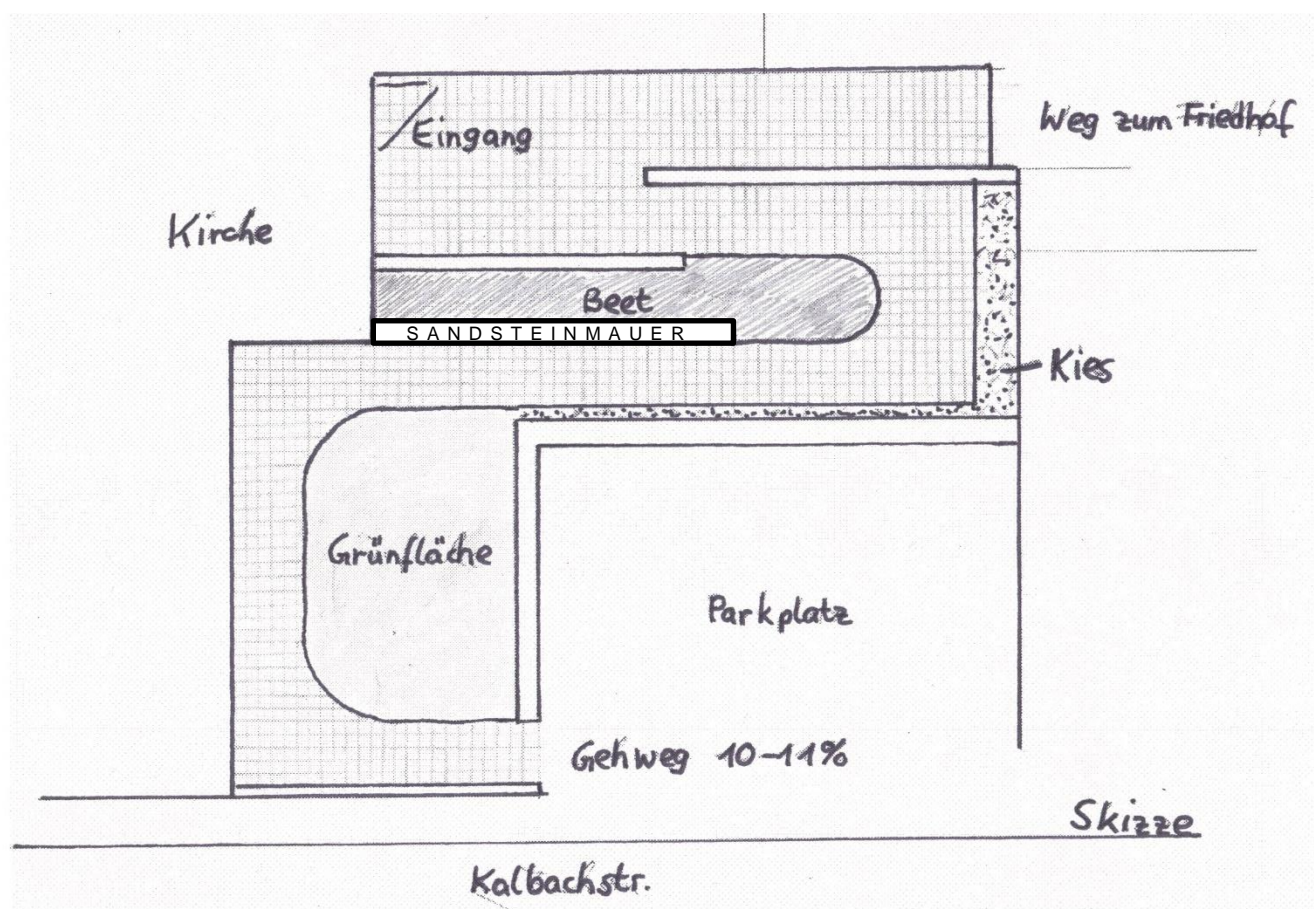 Weg zum Friedhof
Eingang
Kirche
Beet
SANDSTEINMAUER
Kies
Grünfläche
Parkplatz
Gehweg 10-11%
Skizze
Kalbachstr.